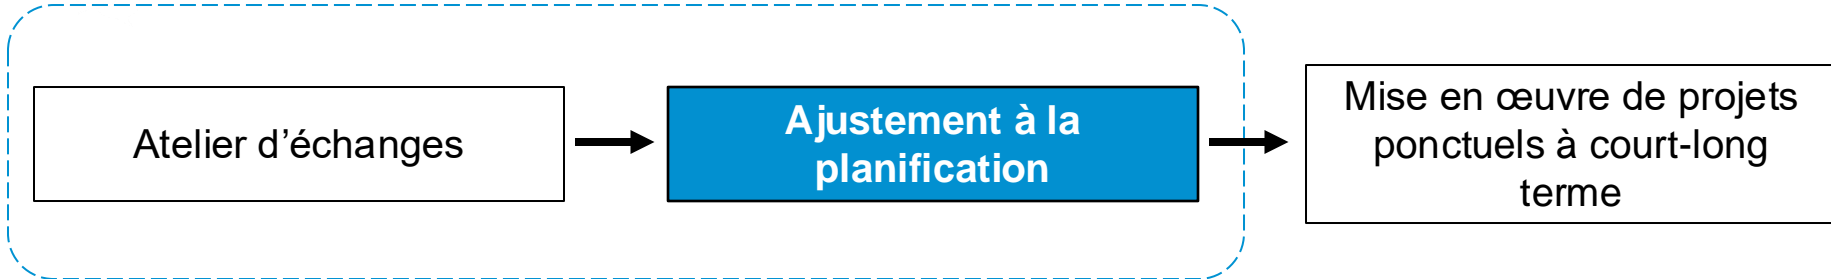 Atelier d’échanges
Ajustement à la
planification
Mise en œuvre de projets
ponctuels à court-long
terme